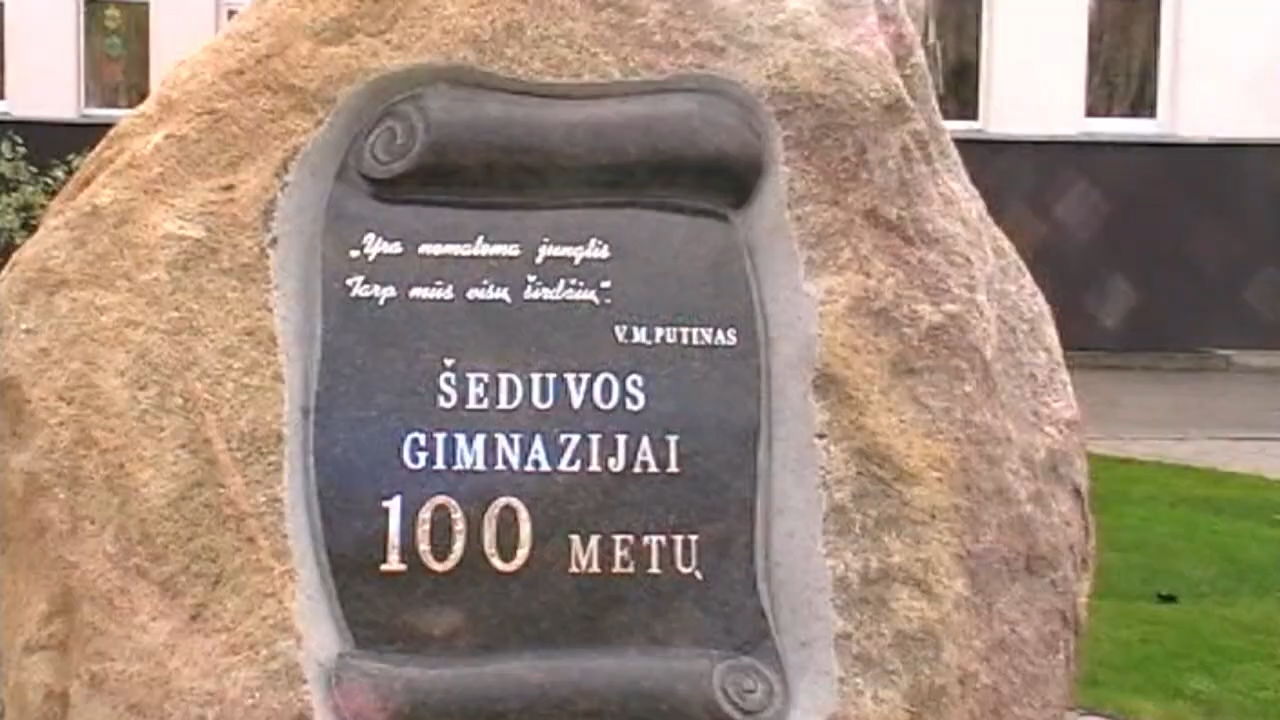 „Yra nematoma jungtis
Tarp mūs visų širdžių“.
V. M. PUTINAS
ŠEDUVOS
GIMNAZIJAI
100 METŲ